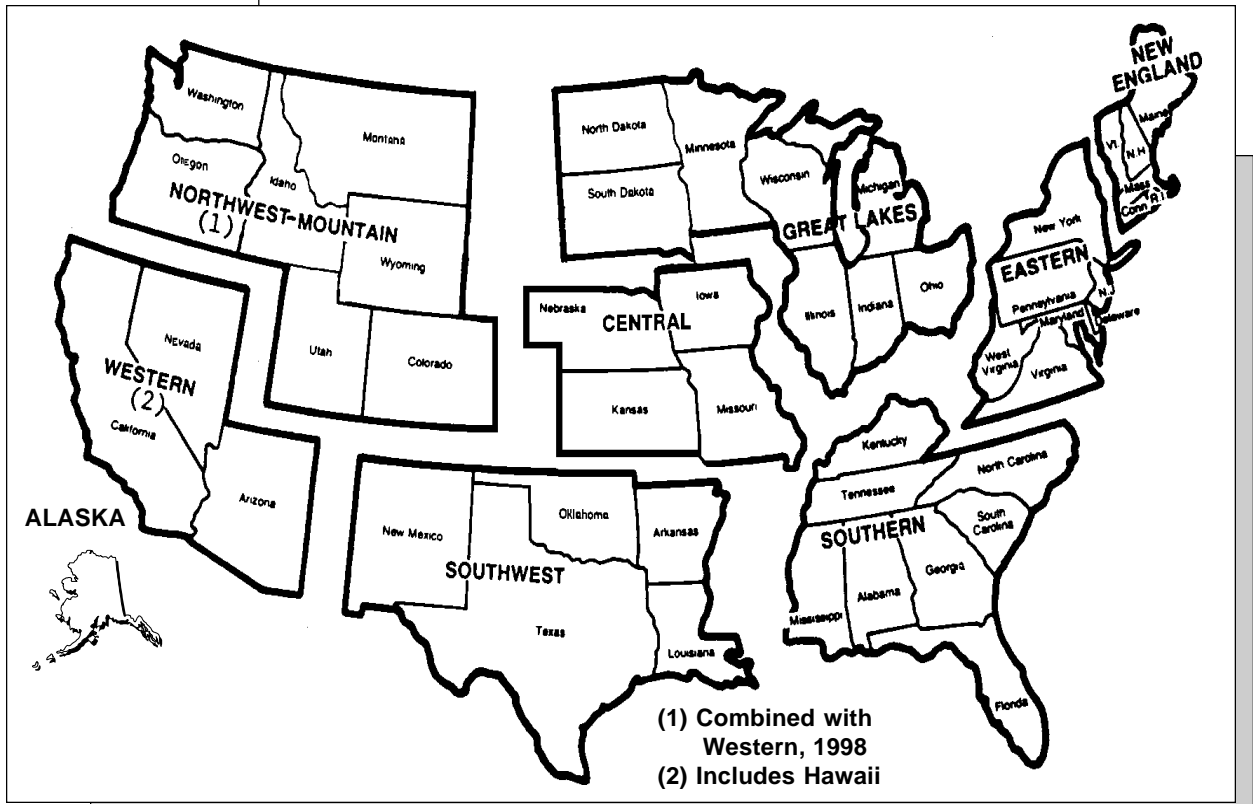 NEW
ENGLAND
Washington
Montana
North Dakota
Minnesota
Maine
Vt.
N.H
Oregon
Idaho
Wisconsin
Michigan
South Dakota
Mass
Conn
R.I
NORTHWEST-MOUNTAIN
(1)
GREAT LAKES
New York
Wyoming
EASTERN
Iowa
Ohio
Nebraska
CENTRAL
Illinois
Indiana
Pennsylvania
N.J
Maryland
Delaware
Nevada
Utah
Colorado
WESTERN
(2)
West
Virginia
Virginia
Kansas
Missouri
California
Kentucky
North Carolina
Tennessee
Arizona
ALASKA
Oklahoma
New Mexico
Arkansas
South
Carolina
SOUTHERN
SOUTHWEST
Georgia
Alabama
Mississippi
Texas
Louisiana
Florida
(1) Combined with
Western, 1998
(2) Includes Hawaii